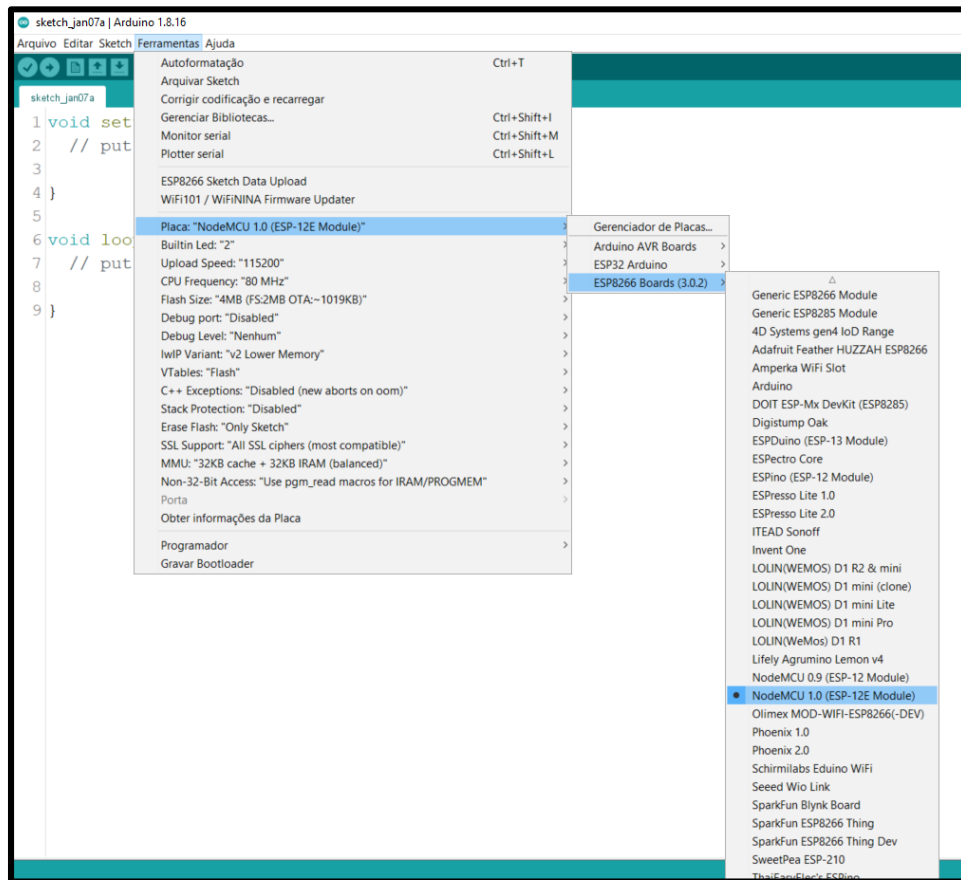 sketch_jan07a | Arduino 1.8.16
Arquivo Editar Sketch Ferramentas Ajuda
sketch_jan07a
1 void set
2 // put
3
4 }
5
6 void loo
7 // put
8
9 }
Autoformatação Ctrl+T
Arquivar Sketch
Corrigir codificação e recarregar
Gerenciar Bibliotecas... Ctrl+Shift+I
Monitor serial Ctrl+Shift+M
Plotter serial Ctrl+Shift+L
ESP8266 Sketch Data Upload
WiFi101 / WiFiNINA Firmware Updater
Placa: "NodeMCU 1.0 (ESP-12E Module)"
Builtin Led: "2"
Upload Speed: "115200"
CPU Frequency: "80 MHz"
Flash Size: "4MB (FS:2MB OTA:~1019KB)"
Debug port: "Disabled"
Debug Level: "Nenhum"
lwIP Variant: "v2 Lower Memory"
VTables: "Flash"
C++ Exceptions: "Disabled (new aborts on oom)"
Stack Protection: "Disabled"
Erase Flash: "Only Sketch"
SSL Support: "All SSL ciphers (most compatible)"
MMU: "32KB cache + 32KB IRAM (balanced)"
Non-32-Bit Access: "Use pgm_read macros for IRAM/PROGMEM"
Porta
Obter informações da Placa
Programador
Gravar Bootloader
Gerenciador de Placas...
Arduino AVR Boards
ESP32 Arduino
ESP8266 Boards (3.0.2)
Generic ESP8266 Module
Generic ESP8285 Module
4D Systems gen4 IoD Range
Adafruit Feather HUZZAH ESP8266
Amperka WiFi Slot
Arduino
DOIT ESP-Mx DevKit (ESP8285)
Digistump Oak
ESPDuino (ESP-13 Module)
ESPectro Core
ESPino (ESP-12 Module)
ESPresso Lite 1.0
ESPresso Lite 2.0
ITEAD Sonoff
Invent One
LOLIN(WEMOS) D1 R2 & mini
LOLIN(WEMOS) D1 mini (clone)
LOLIN(WEMOS) D1 mini Lite
LOLIN(WEMOS) D1 mini Pro
LOLIN(WeMos) D1 R1
Lifely Agrumino Lemon v4
NodeMCU 0.9 (ESP-12 Module)
NodeMCU 1.0 (ESP-12E Module)
Olimex MOD-WIFI-ESP8266(-DEV)
Phoenix 1.0
Phoenix 2.0
Schirmilabs Eduino WiFi
Seeed Wio Link
SparkFun Blynk Board
SparkFun ESP8266 Thing
SparkFun ESP8266 Thing Dev
SweetPea ESP-210
ThaiEasyElec's ESPino